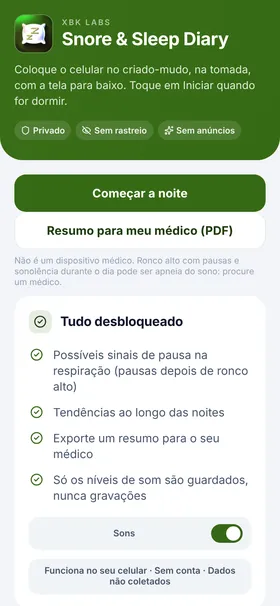 XBK LABS
Snore & Sleep Diary
Coloque o celular no criado-mudo, na tomada,
com a tela para baixo. Toque em Iniciar quando
for dormir.
Privado
Sem rastreio
Sem anúncios
Começar a noite
Resumo para meu médico (PDF)
Não é um dispositivo médico. Ronco alto com pausas e
sonolência durante o dia pode ser apneia do sono: procure
um médico.
Tudo desbloqueado
Possíveis sinais de pausa na
respiração (pausas depois de ronco
alto)
Tendências ao longo das noites
Exporte um resumo para o seu
médico
Só os níveis de som são guardados,
nunca gravações
Sons
Funciona no seu celular · Sem conta · Dados
não coletados